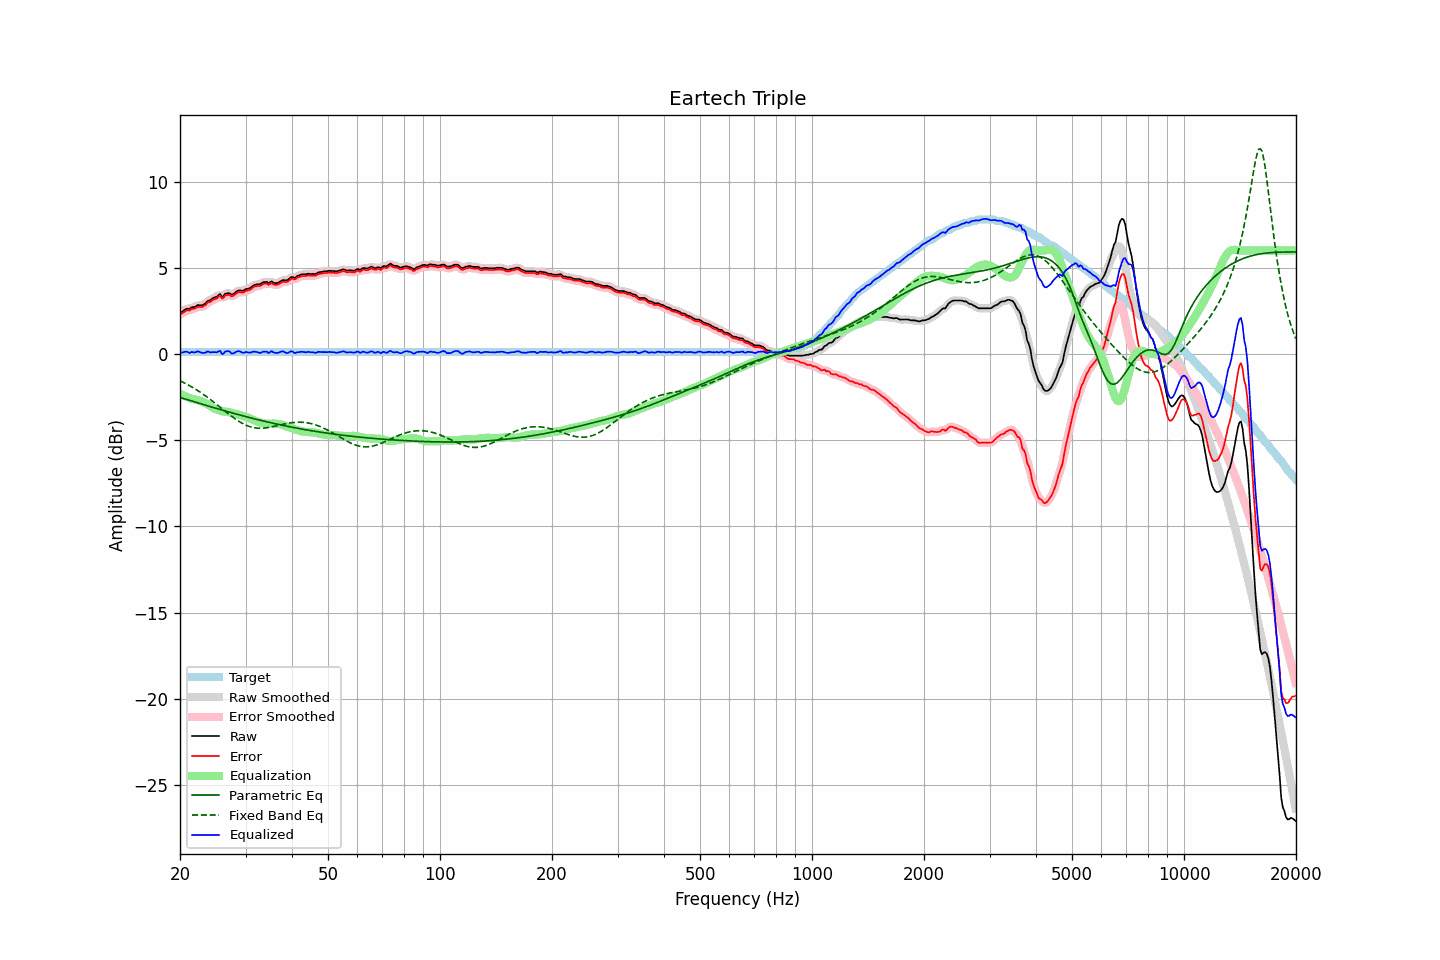 Eartech Triple
Amplitude (dBr)
10
5
0
−5
−10
−15
−20
−25
Target
Raw Smoothed
Error Smoothed
Raw
Error
Equalization
Parametric Eq
Fixed Band Eq
Equalized
20 50 100 200 500 1000 2000 5000 10000 20000
Frequency (Hz)